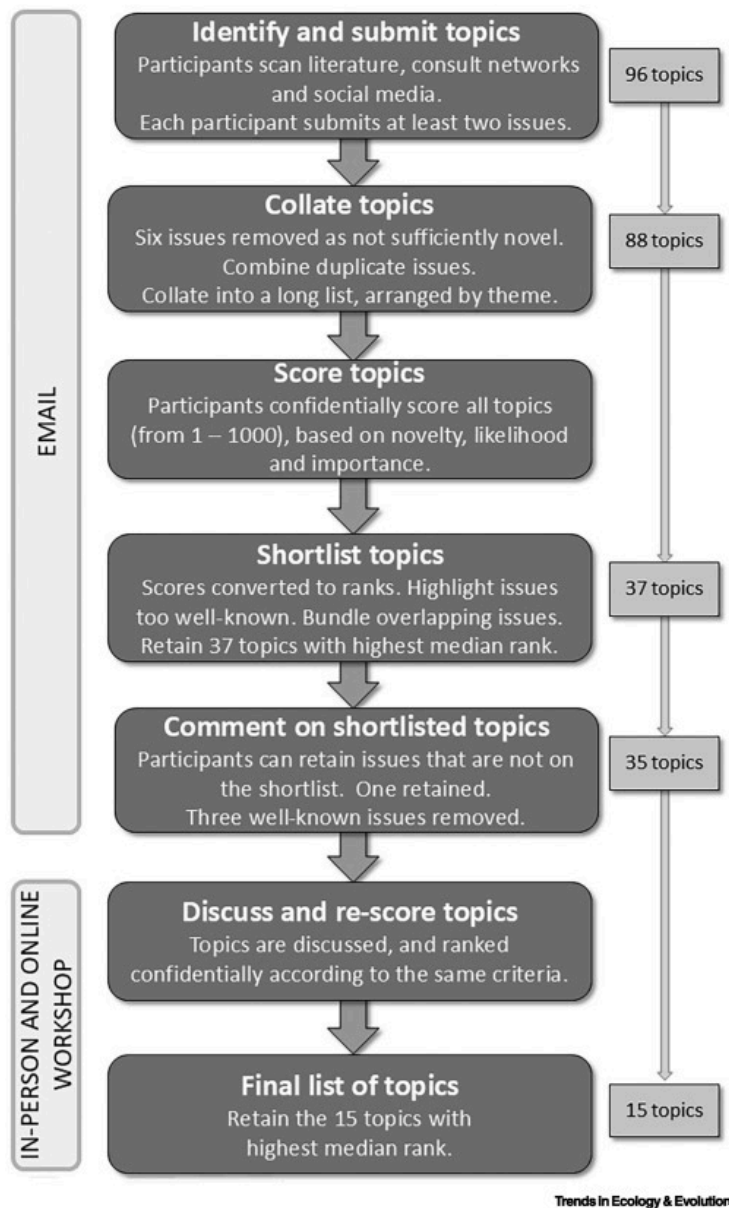 Identify and submit topics
Participants scan literature, consult networks
and social media.
Each participant submits at least two issues.
96 topics
Collate topics
Six issues removed as not sufficiently novel.
Combine duplicate issues.
Collate into a long list, arranged by theme.
88 topics
Score topics
Participants confidentially score all topics
(from 1 – 1000), based on novelty, likelihood
and importance.
Shortlist topics
Scores converted to ranks. Highlight issues
too well-known. Bundle overlapping issues.
Retain 37 topics with highest median rank.
37 topics
Comment on shortlisted topics
Participants can retain issues that are not on
the shortlist.  One retained.
Three well-known issues removed.
35 topics
EMAIL
Discuss and re-score topics
Topics are discussed, and ranked
confidentially according to the same criteria.
Final list of topics
Retain the 15 topics with
highest median rank.
15 topics
IN-PERSON AND ONLINE
WORKSHOP
Trends in Ecology & Evolution